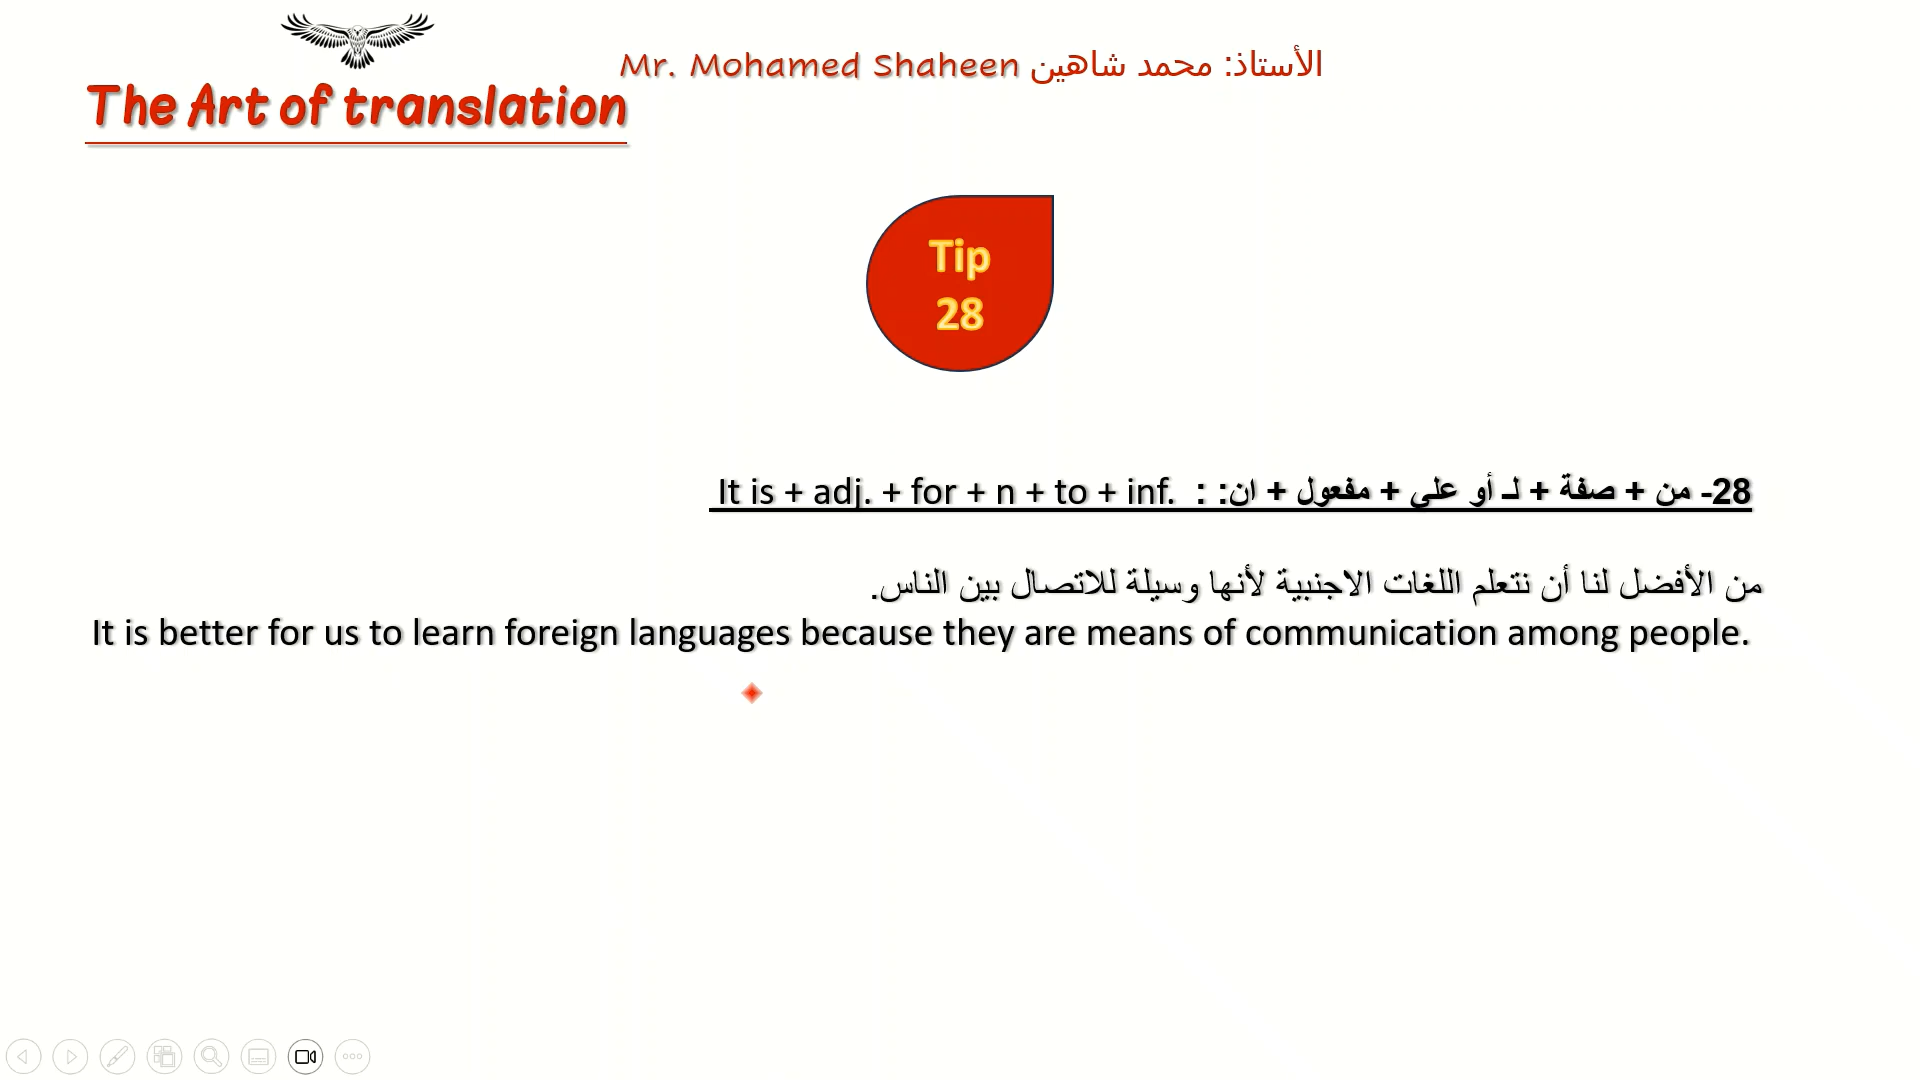 Mr. Mohamed Shaheen الأستاذ: محمد شاهين
The Art of translation
Tip
28
28- من + صفة + لـ أو علي + مفعول + ان: : It is + adj. + for + n + to + inf.
من الأفضل لنا أن نتعلم اللغات الاجنبية لأنها وسيلة للاتصال بين الناس.
It is better for us to learn foreign languages because they are means of communication among people.